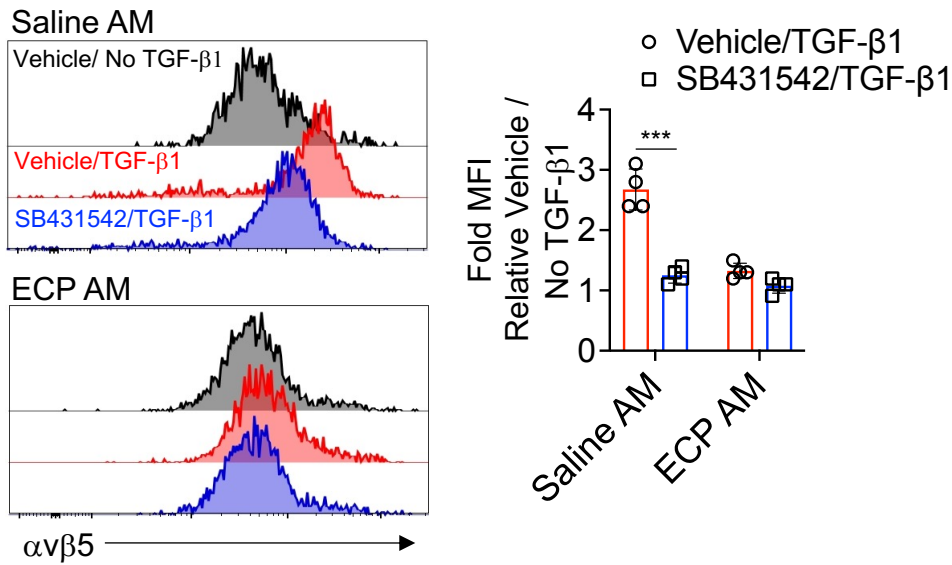 Saline AM
Vehicle/ No TGF-β1
Vehicle/TGF-β1
SB431542/TGF-β1
ECP AM
αvβ5
Vehicle/TGF-β1
SB431542/TGF-β1
Fold MFI
Relative Vehicle /
No TGF-β1
4
3
2
1
0
***
Saline AM
ECP AM